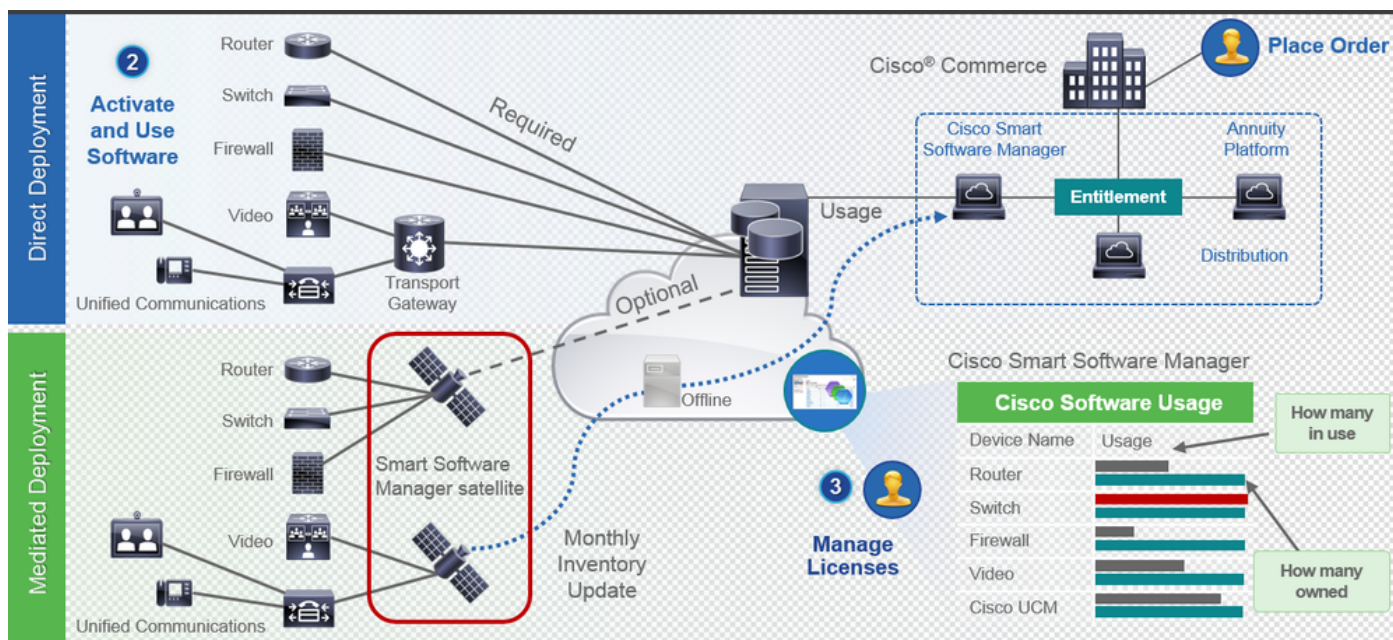 Direct Deployment
2
Activate
and Use
Software
Router
Switch
Firewall
Video
Unified Communications
Transport
Gateway
Required
Optional
Usage
Cisco® Commerce
Place Order
Cisco Smart
Software Manager
Annuity
Platform
Entitlement
Distribution
Mediated Deployment
Router
Switch
Firewall
Video
Unified Communications
Smart Software
Manager satellite
Offline
Monthly
Inventory
Update
3
Manage
Licenses
Cisco Smart Software Manager
Cisco Software Usage
Device Name Usage
Router
Switch
Firewall
Video
Cisco UCM
How many
in use
How many
owned